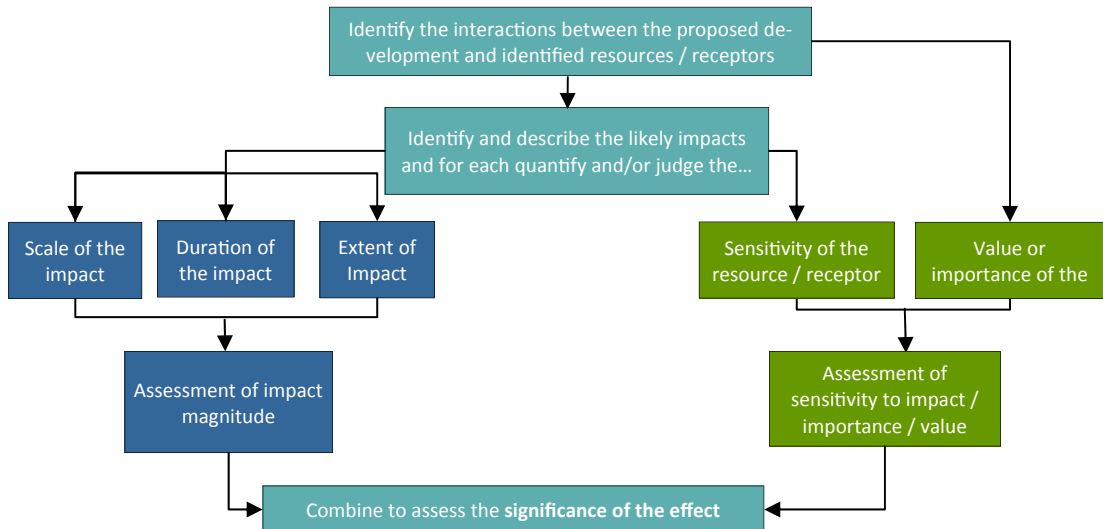 Identify the interactions between the proposed de-
velopment and identified resources / receptors
Identify and describe the likely impacts
and for each quantify and/or judge the…
Scale of the
impact
Duration of
the impact
Extent of
Impact
Sensitivity of the
resource / receptor
Value or
importance of the
Assessment of impact
magnitude
Assessment of
sensitivity to impact /
importance / value
Combine to assess the significance of the effect